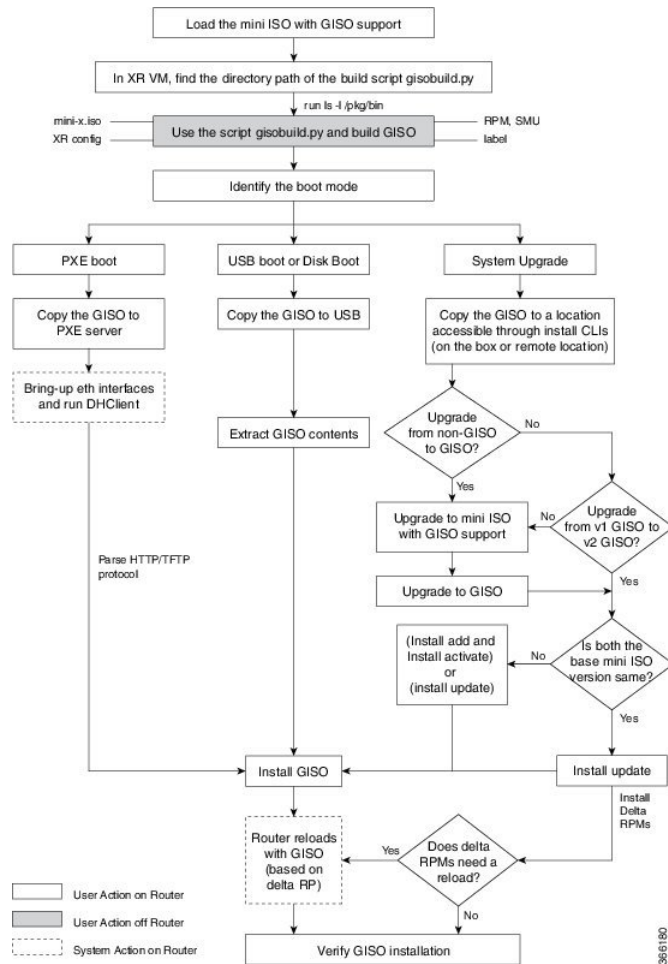 Load the mini ISO with GISO support
In XR VM, find the directory path of the build script gisobuild.py
run ls -l /pkg/bin
mini-x.iso
XR config
Use the script gisobuild.py and build GISO
RPM, SMU
label
Identify the boot mode
PXE boot
USB boot or Disk Boot
System Upgrade
Copy the GISO to
PXE server
Copy the GISO to USB
Copy the GISO to a location
accessible through install CLIs
(on the box or remote location)
Bring-up eth interfaces
and run DHClient
Extract GISO contents
Upgrade
from non-GISO
to GISO?
No
Yes
Upgrade to mini ISO
with GISO support
No
Upgrade
from v1 GISO to
v2 GISO?
Yes
Parse HTTP/TFTP
protocol
Upgrade to GISO
(Install add and
Install activate)
or
(install update)
No
Is both the
base mini ISO
version same?
Yes
Install GISO
Install update
Install
Delta
RPMs
Router reloads
with GISO
(based on
delta RP)
Yes
Does delta
RPMs need a
reload?
No
Verify GISO installation
User Action on Router
User Action off Router
System Action on Router
366180